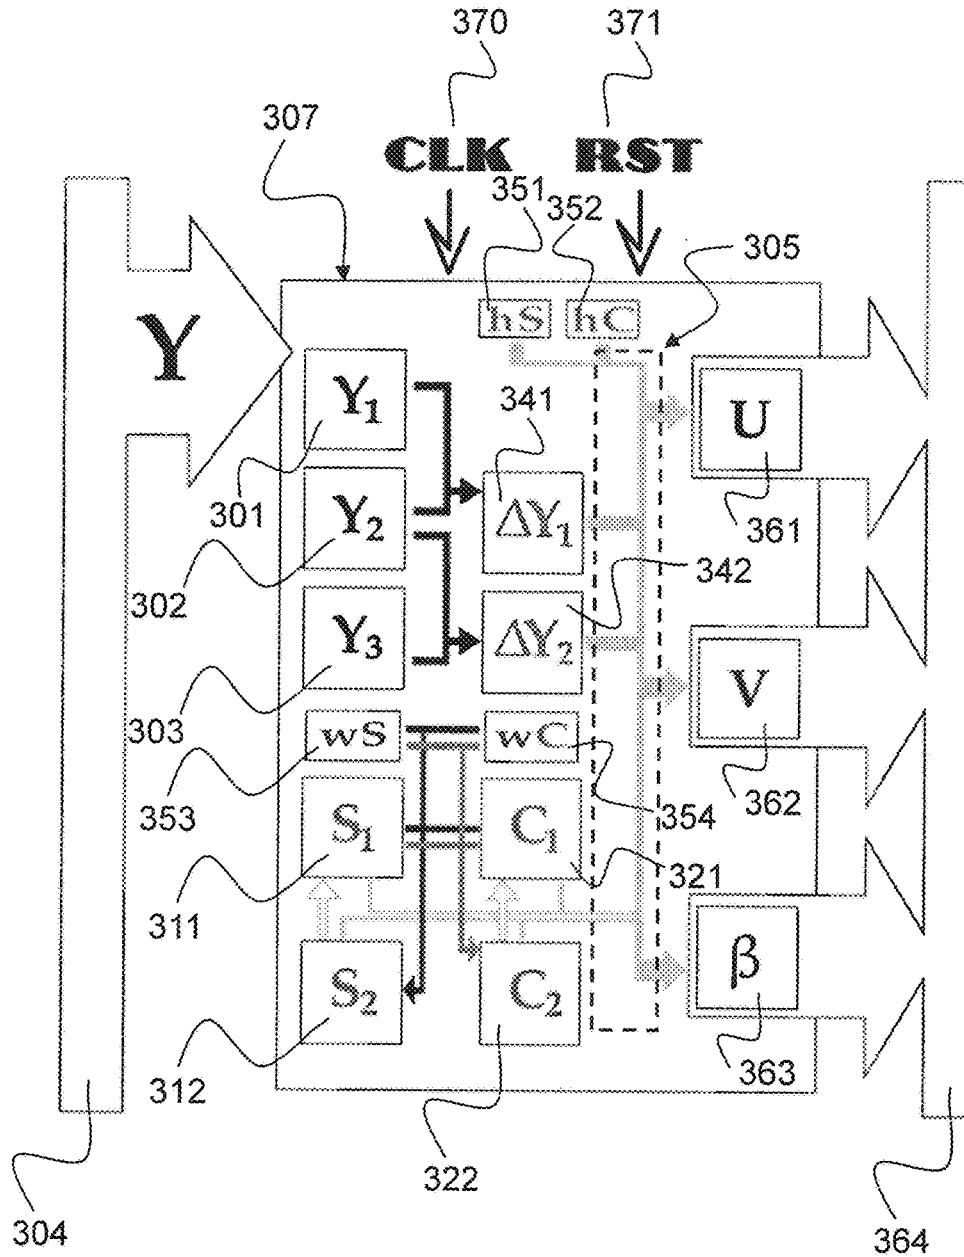 370 371
307
CLK RST
351 352
305
hS hC
Y
Y₁
341
U
301
361
Y₂
ΔY₁
302
342
Y₃
ΔY₂
V
303
wS wC
362
353
354
S₁ C₁
321
311
β
S₂ C₂
312
363
322
304 364